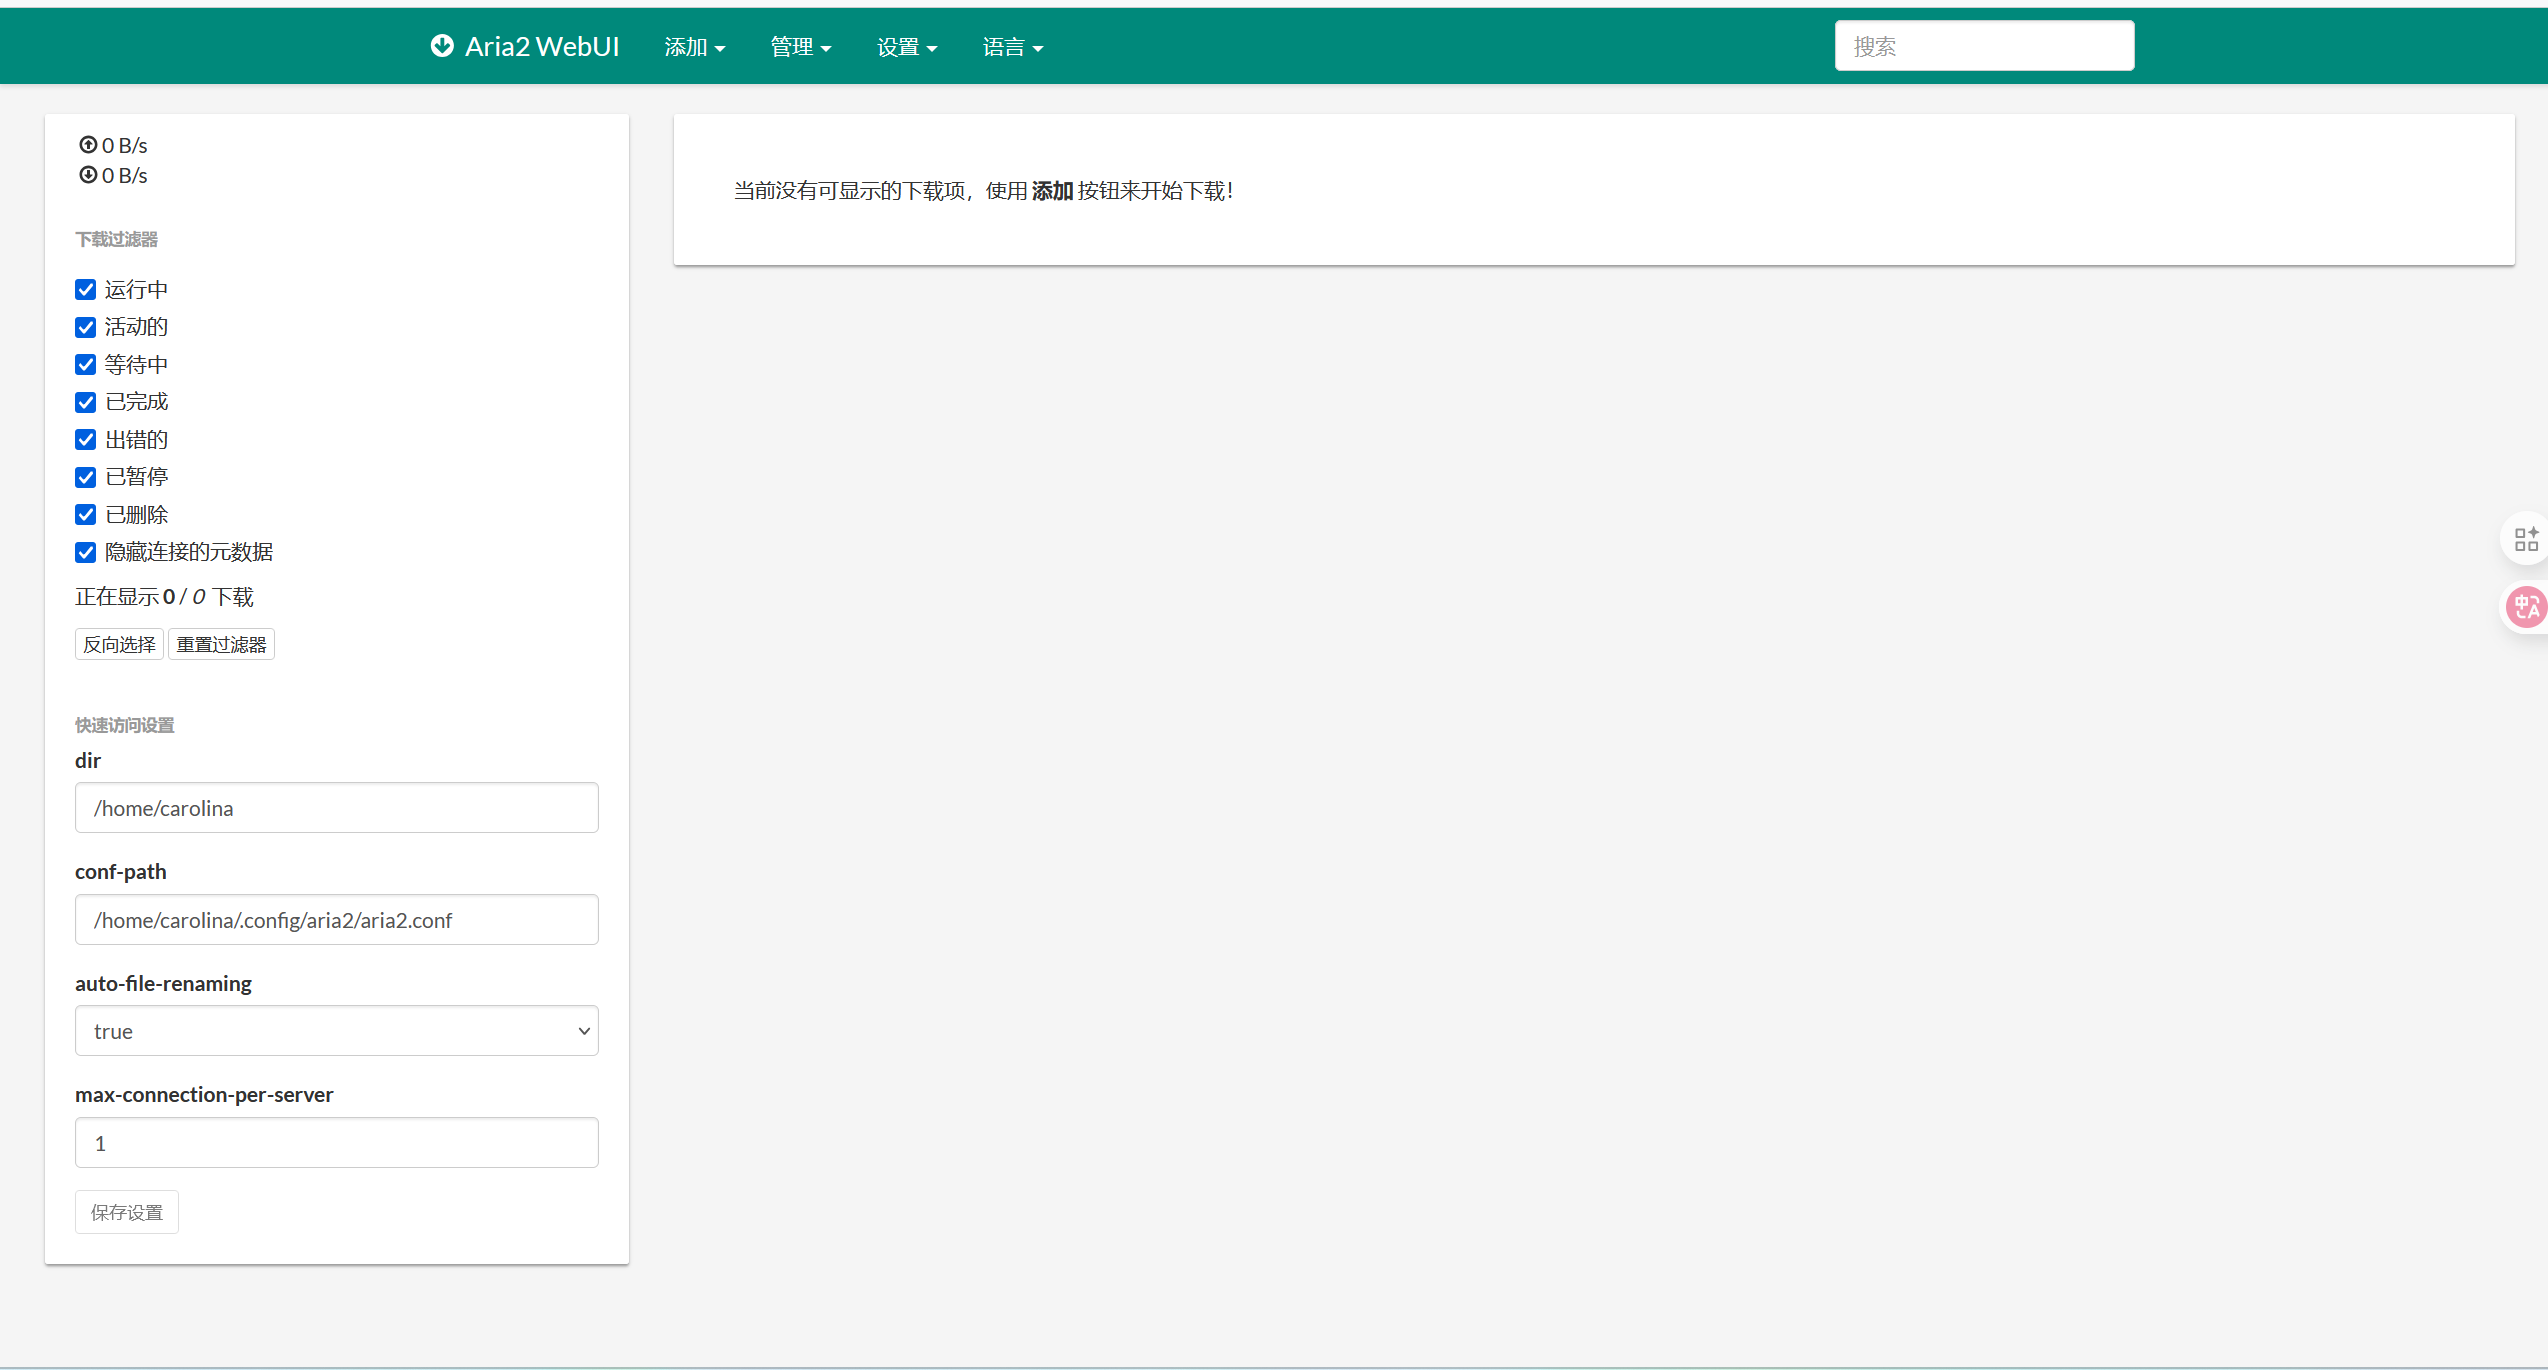 Aria2 WebUI 添加 管理 设置 语言 搜索
0 B/s
0 B/s
下载过滤器
运行中
活动的
等待中
已完成
出错的
已暂停
已删除
隐藏连接的元数据
正在显示 0 / 0 下载
反向选择 重置过滤器
快速访问设置
dir
/home/carolina
conf-path
/home/carolina/.config/aria2/aria2.conf
auto-file-renaming
true
max-connection-per-server
1
保存设置
当前没有可显示的下载项，使用 添加 按钮来开始下载！
中 A